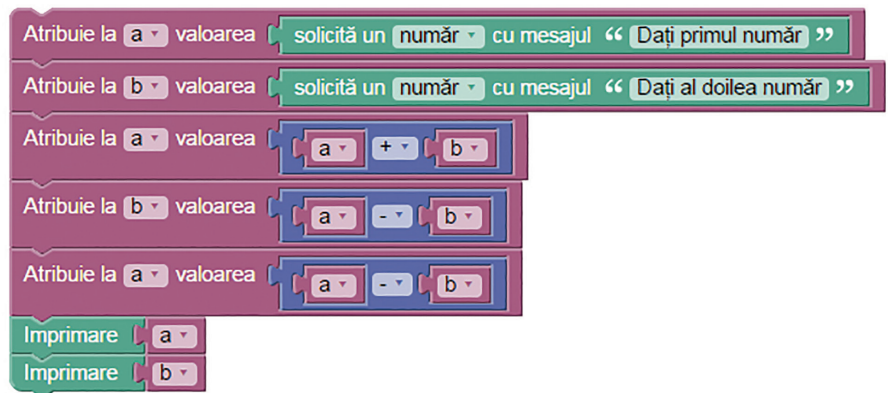 Atribuie la a valoarea solicită un număr cu mesajul “ Dați primul număr ”
Atribuie la b valoarea solicită un număr cu mesajul “ Dați al doilea număr ”
Atribuie la a valoarea a + b
Atribuie la b valoarea a - b
Atribuie la a valoarea a - b
Imprimare a
Imprimare b